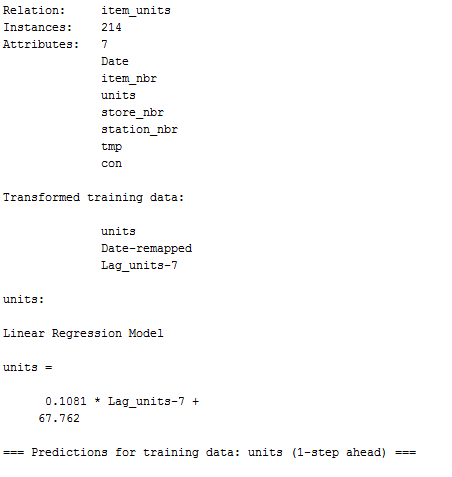 Relation:     item_units
Instances:    214
Attributes:   7
              Date
              item_nbr
              units
              store_nbr
              station_nbr
              tmp
              con
Transformed training data:
              units
              Date-remapped
              Lag_units-7
units:
Linear Regression Model
units =
      0.1081 * Lag_units-7 +
     67.762
=== Predictions for training data: units (1-step ahead) ===